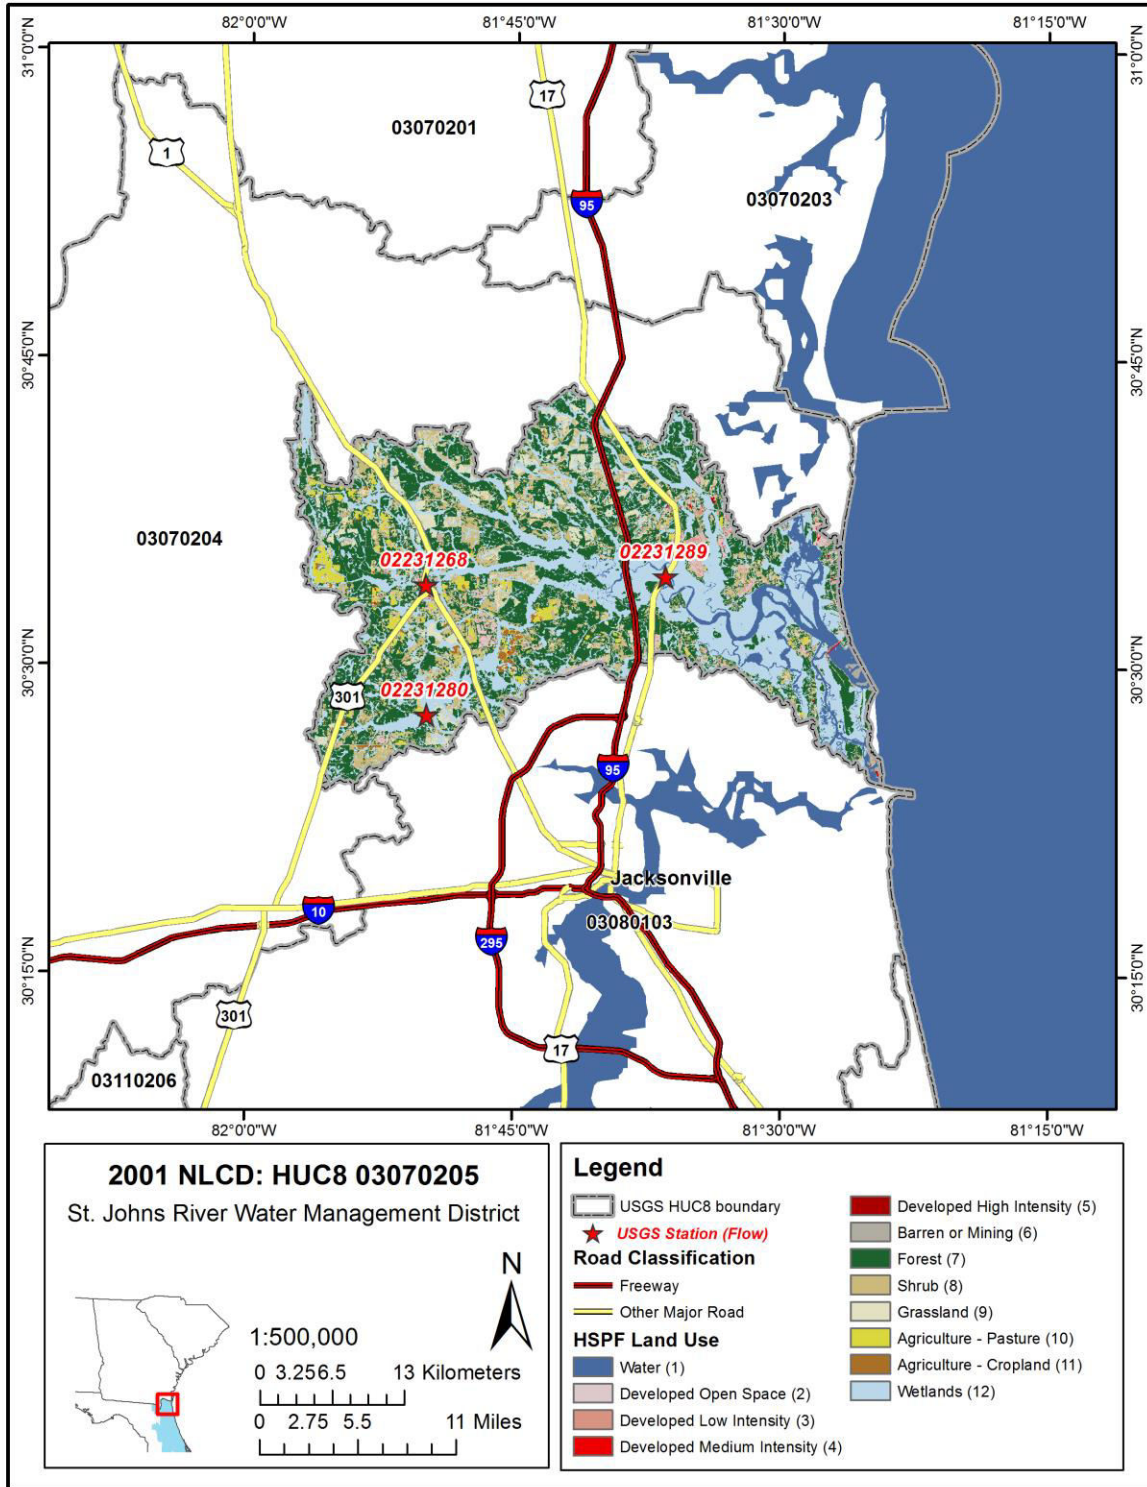 82°0'0"W 81°45'0"W 81°30'0"W 81°15'0"W
31°0'0"N 31°0'0"N
17
03070201
1
03070203
95
30°45'0"N 30°45'0"N
03070204
02231268
02231289
30°30'0"N 30°30'0"N
02231280
301
95
Jacksonville
10
03080103
295
30°15'0"N 30°15'0"N
301
17
03110206
82°0'0"W 81°45'0"W 81°30'0"W 81°15'0"W
2001 NLCD: HUC8 03070205
St. Johns River Water Management District
N
1:500,000
0 3.25 6.5 13 Kilometers
0 2.75 5.5 11 Miles
Legend
USGS HUC8 boundary
USGS Station (Flow)
Road Classification
Freeway
Other Major Road
HSPF Land Use
Water (1)
Developed Open Space (2)
Developed Low Intensity (3)
Developed Medium Intensity (4)
Developed High Intensity (5)
Barren or Mining (6)
Forest (7)
Shrub (8)
Grassland (9)
Agriculture - Pasture (10)
Agriculture - Cropland (11)
Wetlands (12)